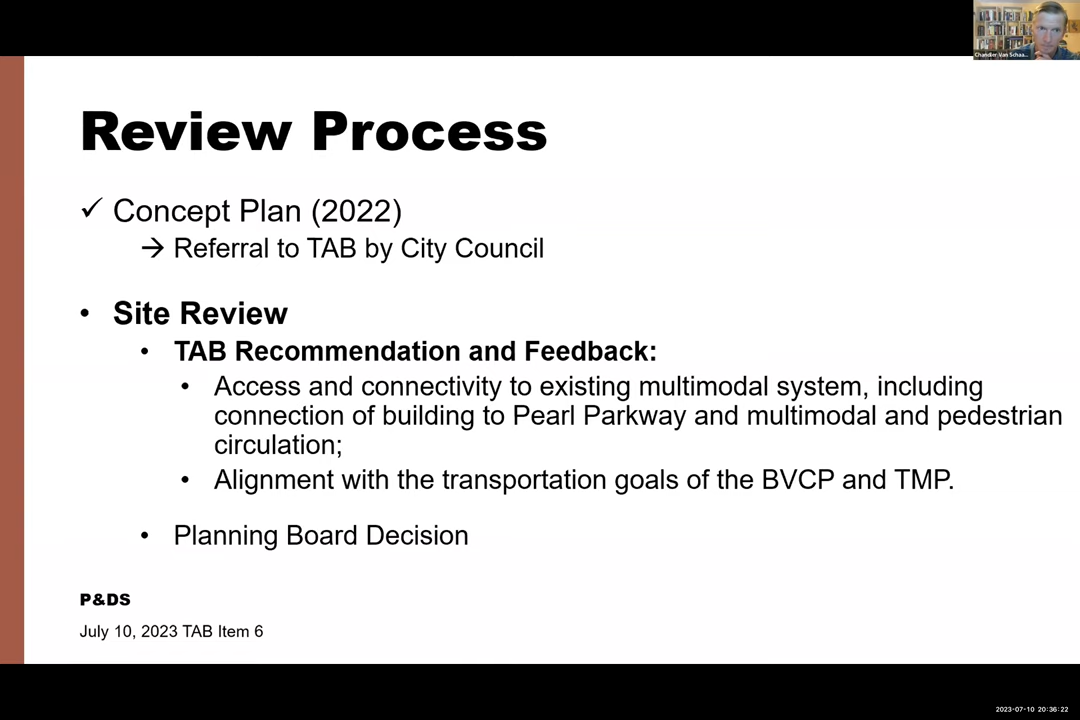 Chandler Van Schaa...
Review Process
✓ Concept Plan (2022)
→ Referral to TAB by City Council
• Site Review
• TAB Recommendation and Feedback:
• Access and connectivity to existing multimodal system, including
connection of building to Pearl Parkway and multimodal and pedestrian
circulation;
• Alignment with the transportation goals of the BVCP and TMP.
• Planning Board Decision
P&DS
July 10, 2023 TAB Item 6
2023-07-10 20:36:22